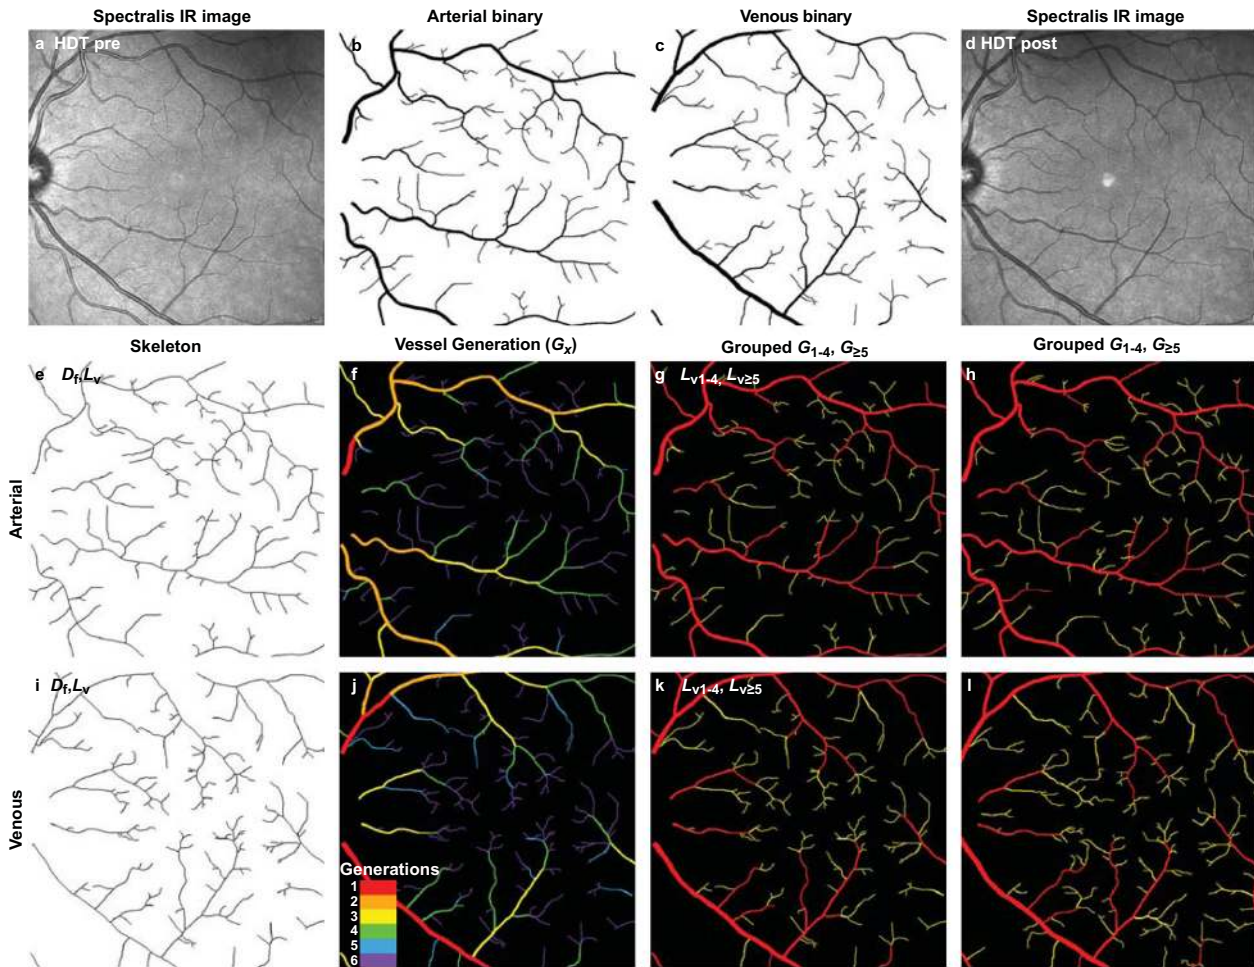 Spectralis IR image
Arterial binary
Venous binary
Spectralis IR image
a HDT pre
b
c
d HDT post
Skeleton
Vessel Generation (Gx)
Grouped G1-4, G≥5
Grouped G1-4, G≥5
Arterial
e Df,Lv
f
g Lv1-4, Lv≥5
h
Venous
i Df,Lv
j
k Lv1-4, Lv≥5
l
Generations
1
2
3
4
5
6